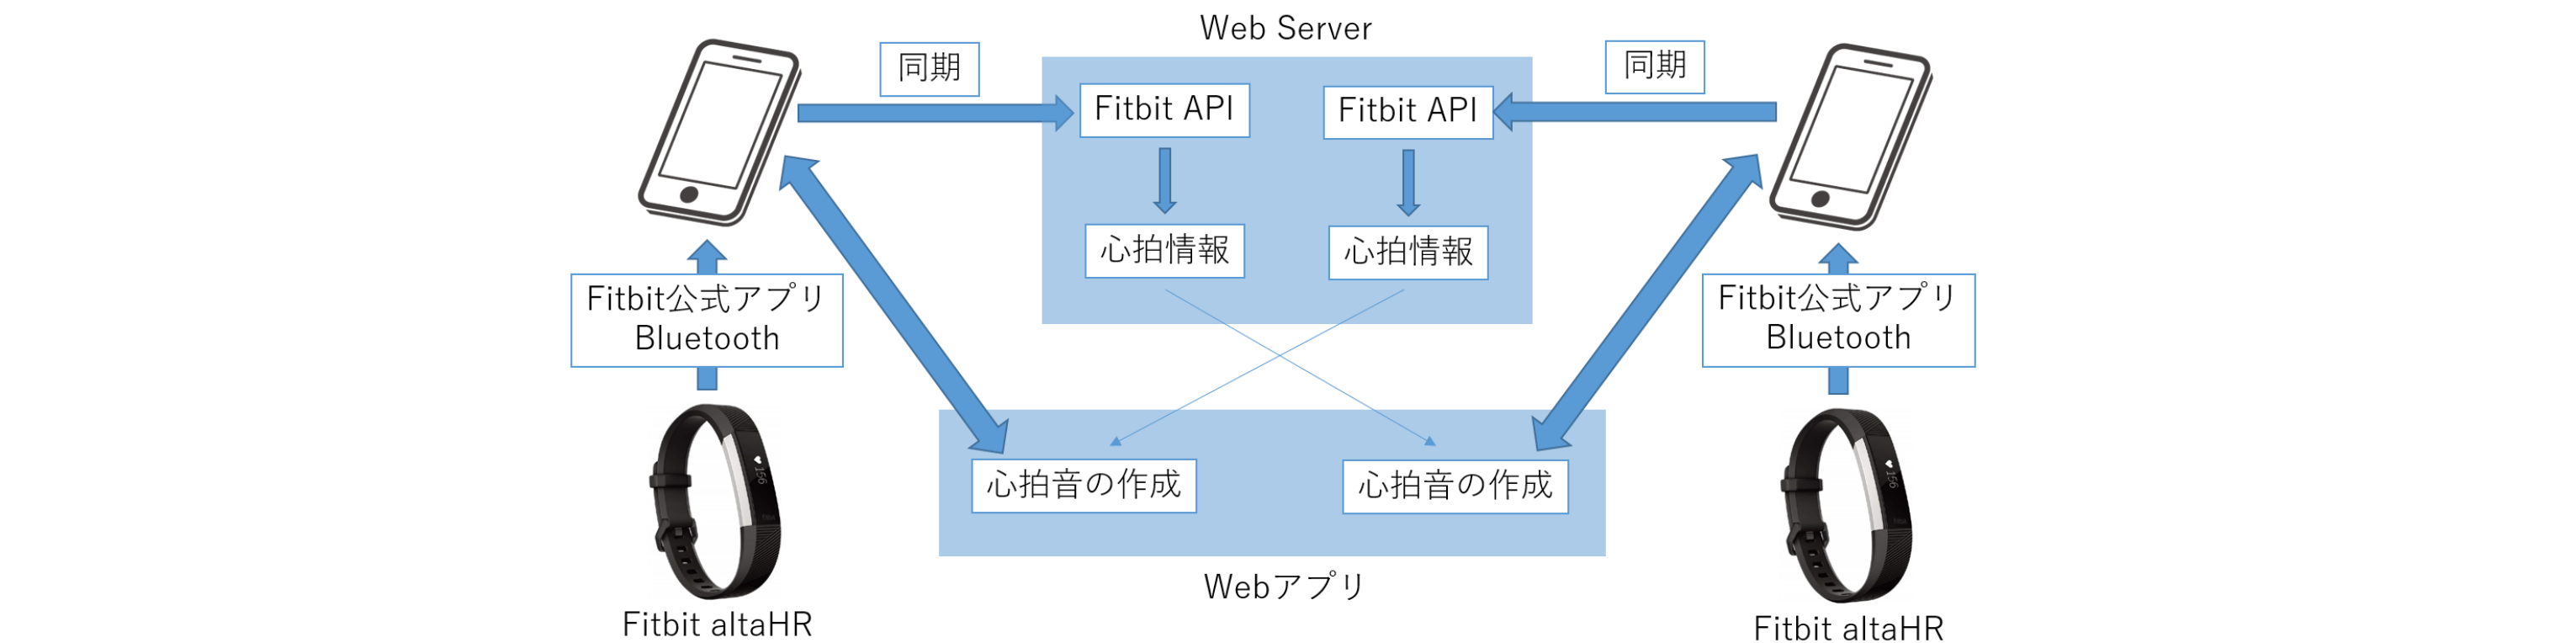 Web Server
同期
同期
Fitbit API
Fitbit API
心拍情報
心拍情報
Fitbit公式アプリ
Bluetooth
Fitbit公式アプリ
Bluetooth
156
156
心拍音の作成
心拍音の作成
Webアプリ
Fitbit altaHR
Fitbit altaHR